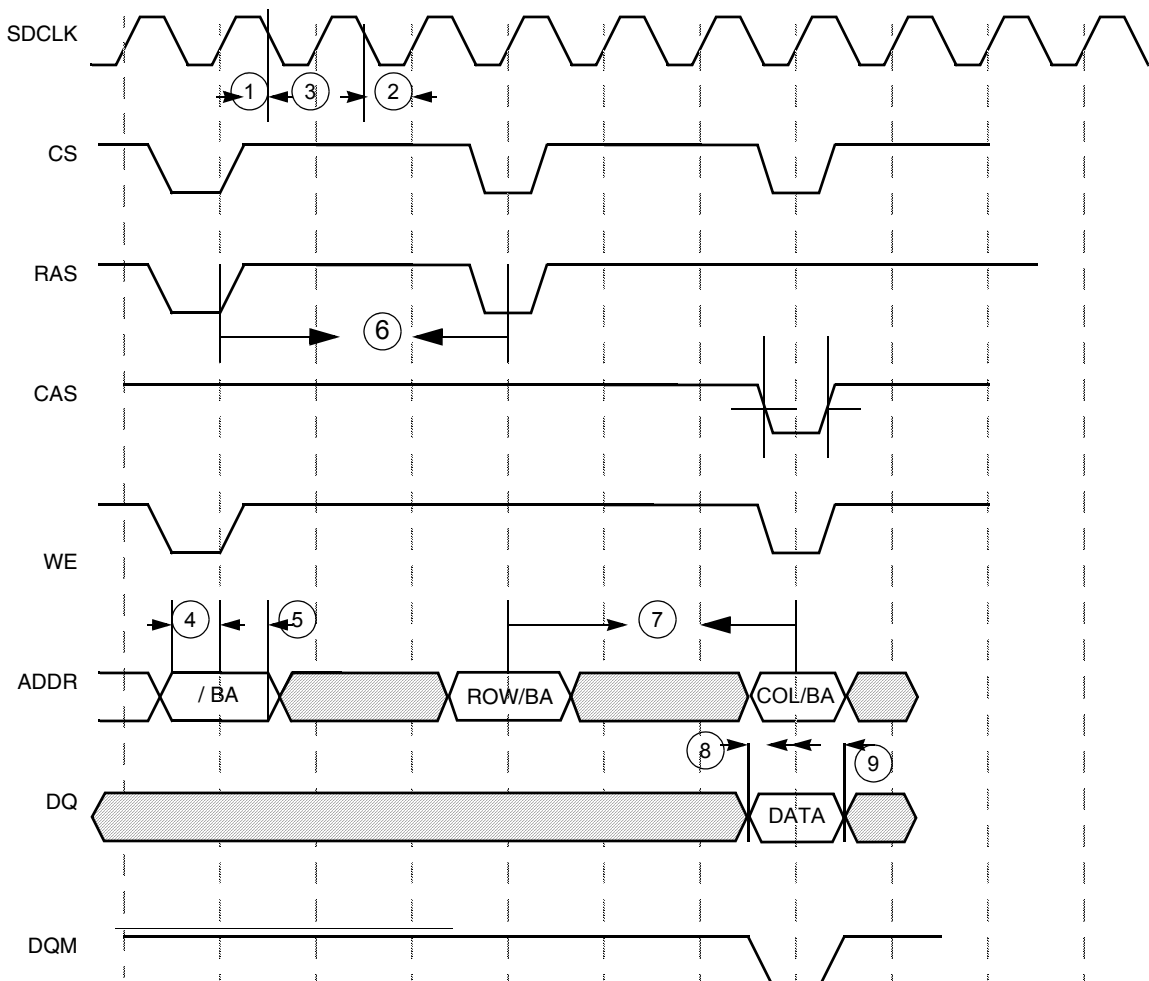 SDCLK
1 3 2
CS
RAS
6
CAS
WE
4 5 7
ADDR / BA ROW/BA COL/BA
8 9
DQ DATA
DQM